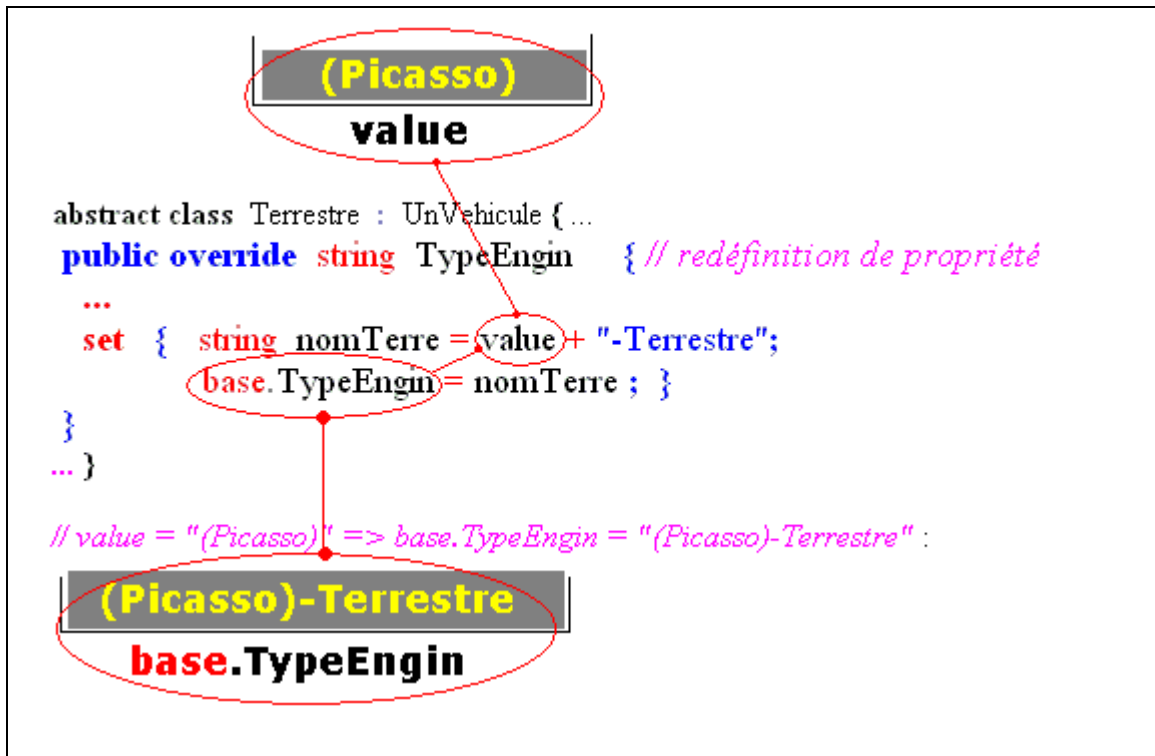 (Picasso)
value
abstract class Terrestre : UnVehicule { ...
public override string TypeEngin { // redéfinition de propriété
...
set { string nomTerre = value + "-Terrestre";
base.TypeEngin = nomTerre ; }
}
... }
// value = "(Picasso)" => base.TypeEngin = "(Picasso)-Terrestre" :
(Picasso)-Terrestre
base.TypeEngin